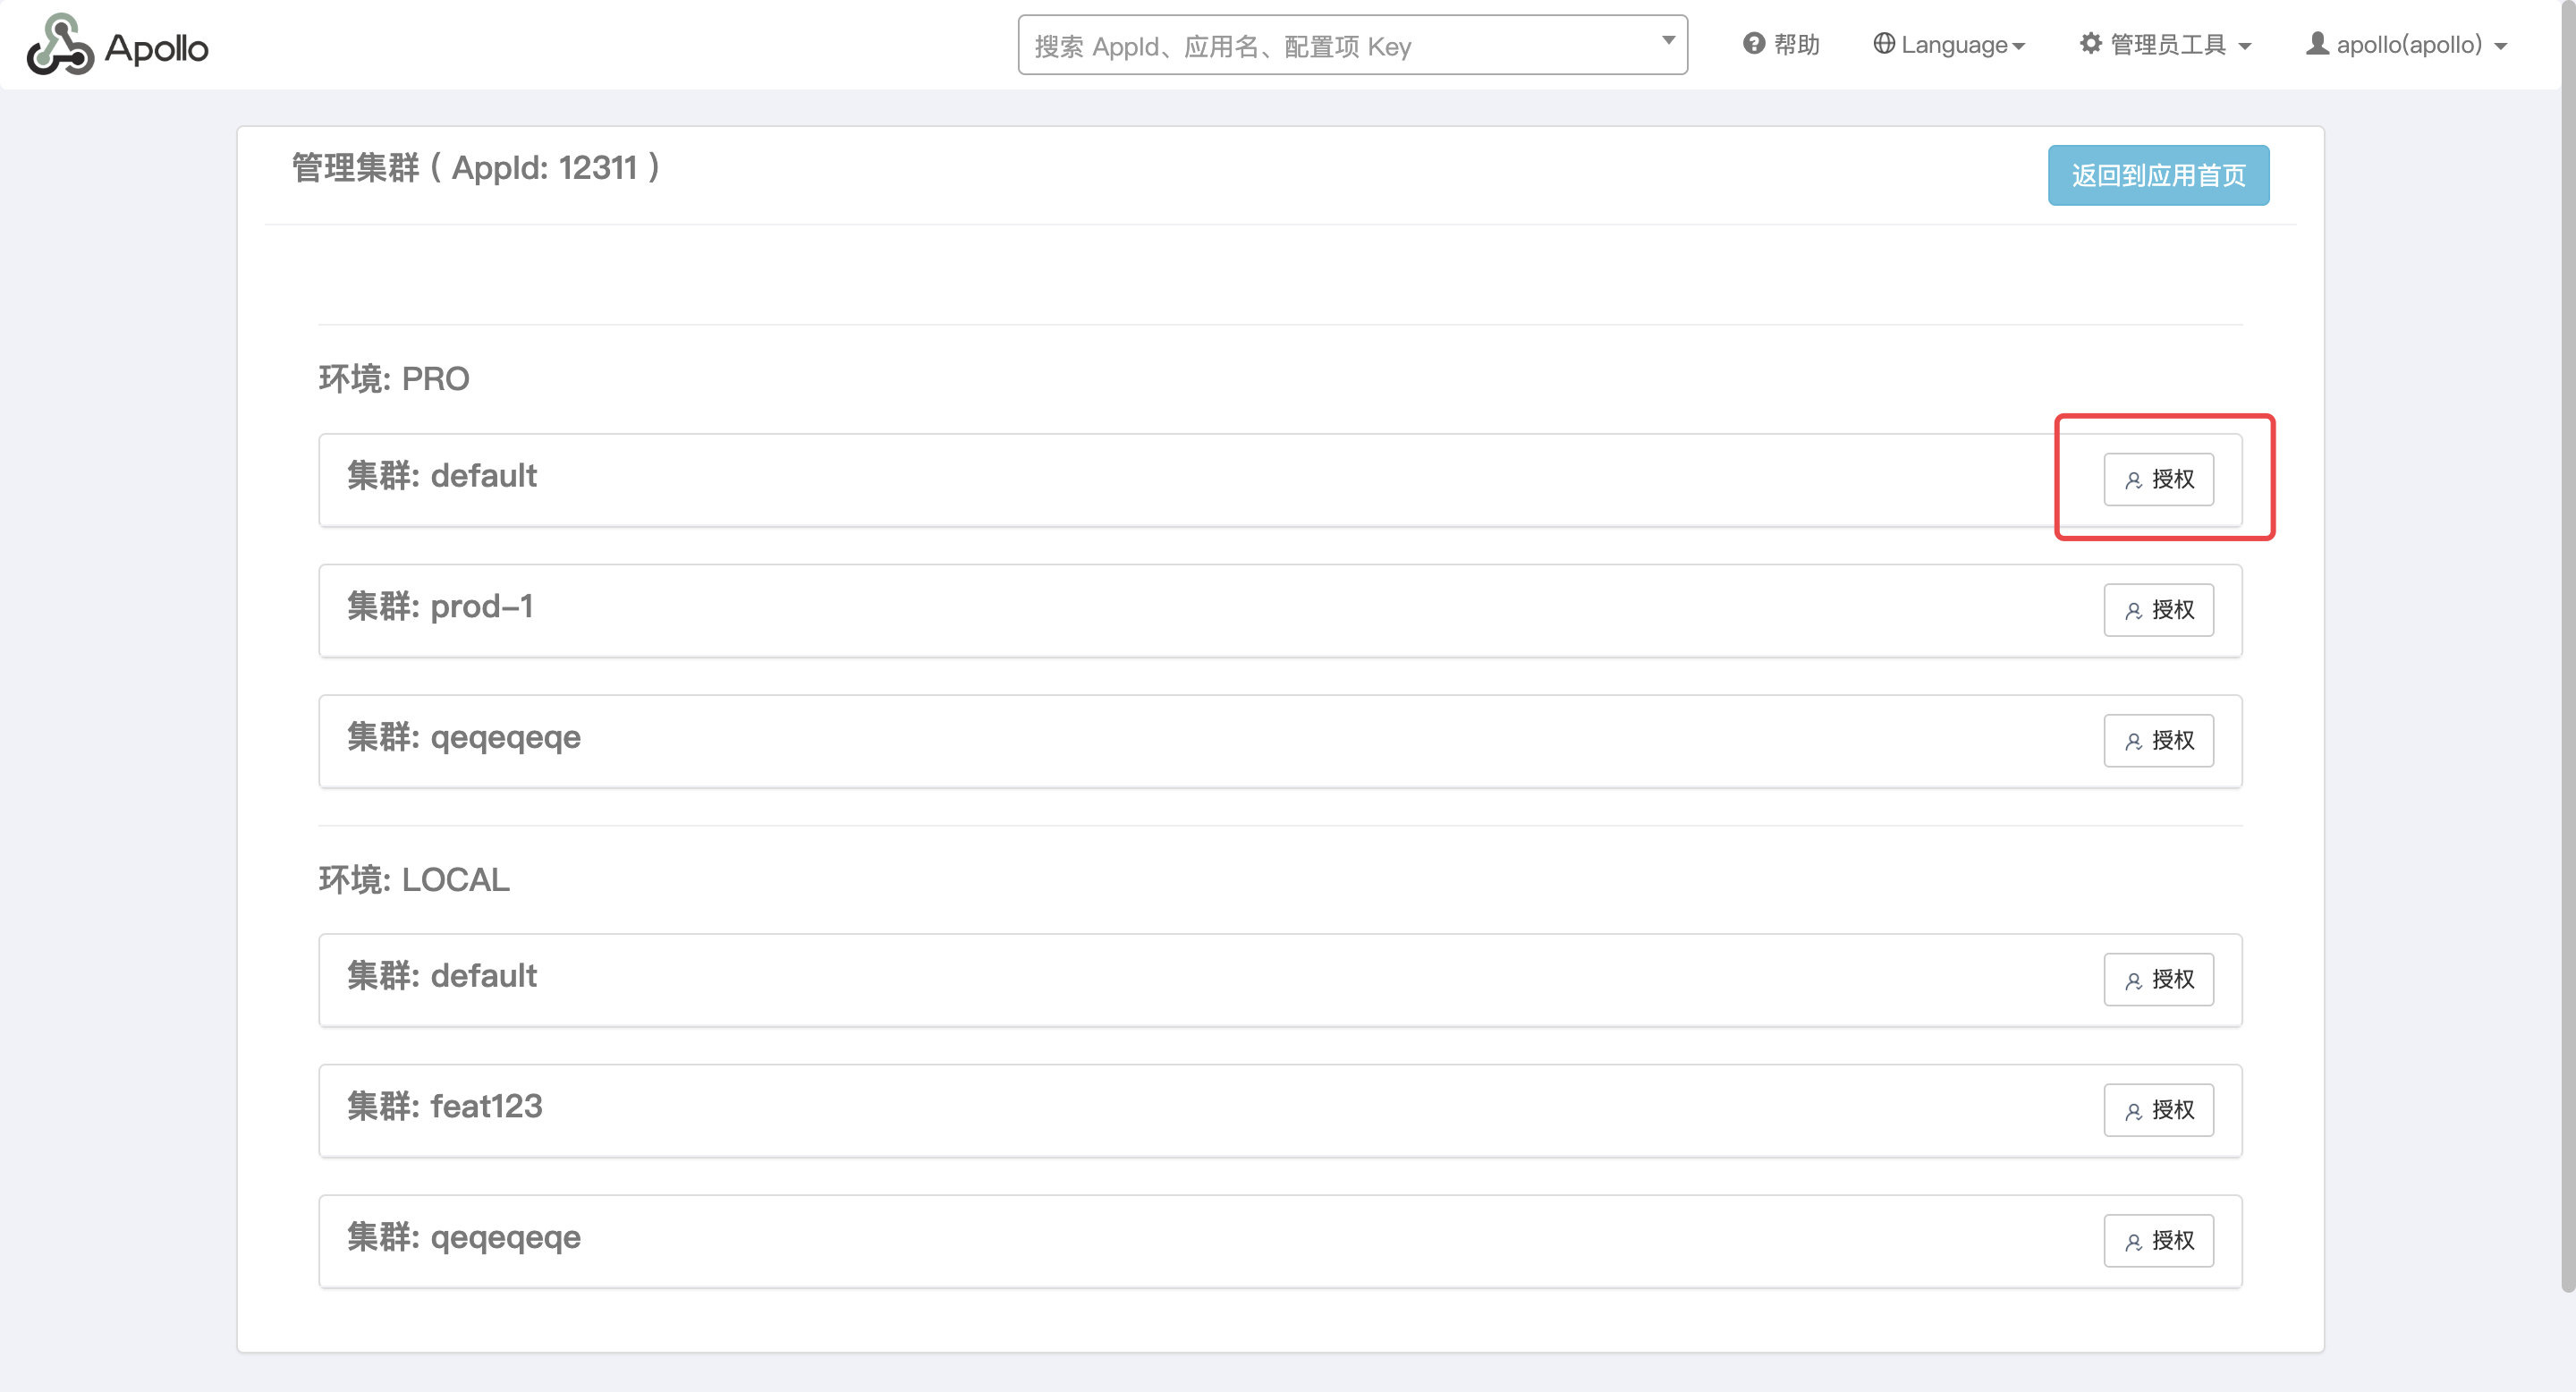 Apollo
搜索 AppId、应用名、配置项 Key
帮助
Language
管理员工具
apollo(apollo)
管理集群 ( AppId: 12311 )
返回到应用首页
环境: PRO
集群: default
授权
集群: prod-1
授权
集群: qeqeqeqe
授权
环境: LOCAL
集群: default
授权
集群: feat123
授权
集群: qeqeqeqe
授权